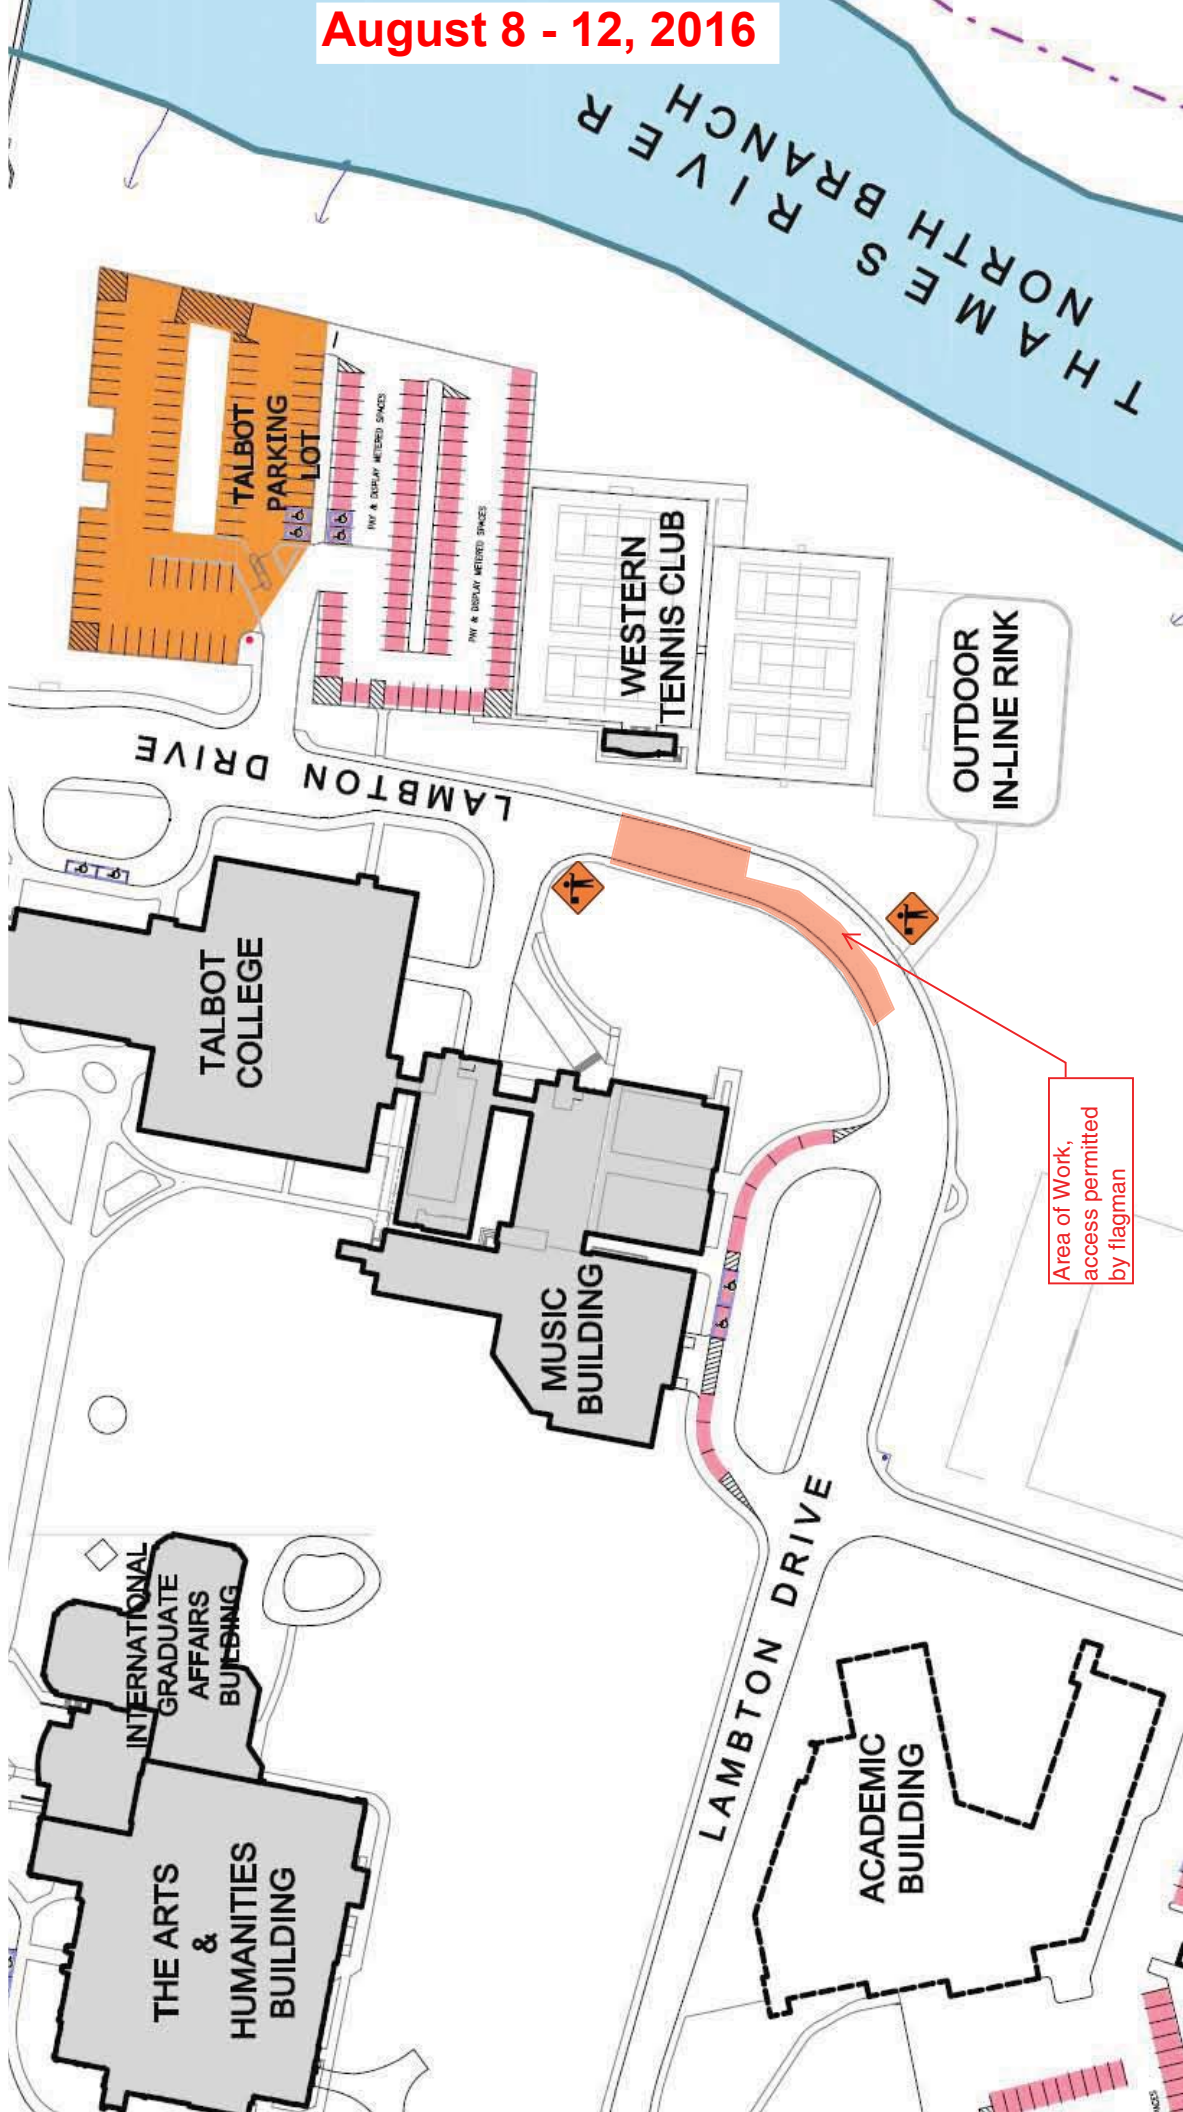 August 8 - 12, 2016
THAMES RIVER
NORTH BRANCH
TALBOT
PARKING
LOT
PAY & DISPLAY METERED SPACES
PAY & DISPLAY METERED SPACES
WESTERN
TENNIS CLUB
OUTDOOR
IN-LINE RINK
LAMBTON DRIVE
TALBOT
COLLEGE
Area of Work,
access permitted
by flagman
MUSIC
BUILDING
LAMBTON DRIVE
INTERNATIONAL
GRADUATE
AFFAIRS
BUILDING
THE ARTS
&
HUMANITIES
BUILDING
ACADEMIC
BUILDING